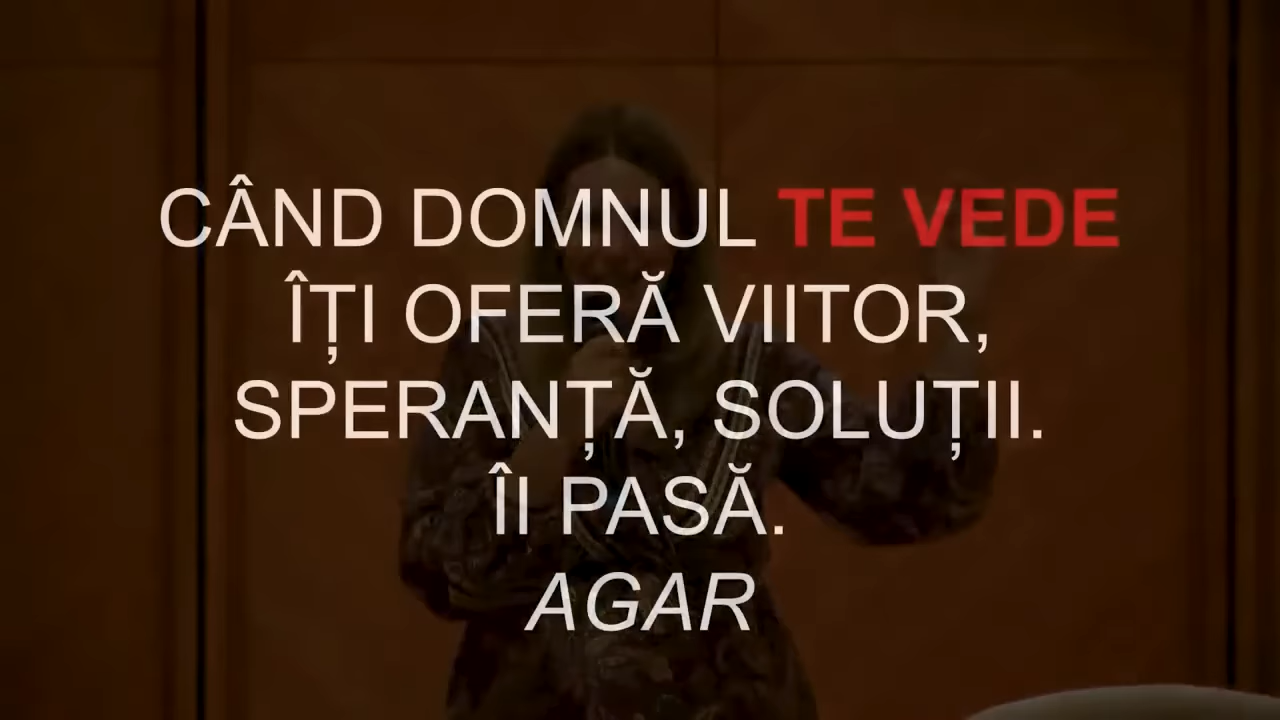 CÂND DOMNUL TE VEDE
ÎȚI OFERĂ VIITOR,
SPERANȚĂ, SOLUȚII.
ÎI PASĂ.
AGAR